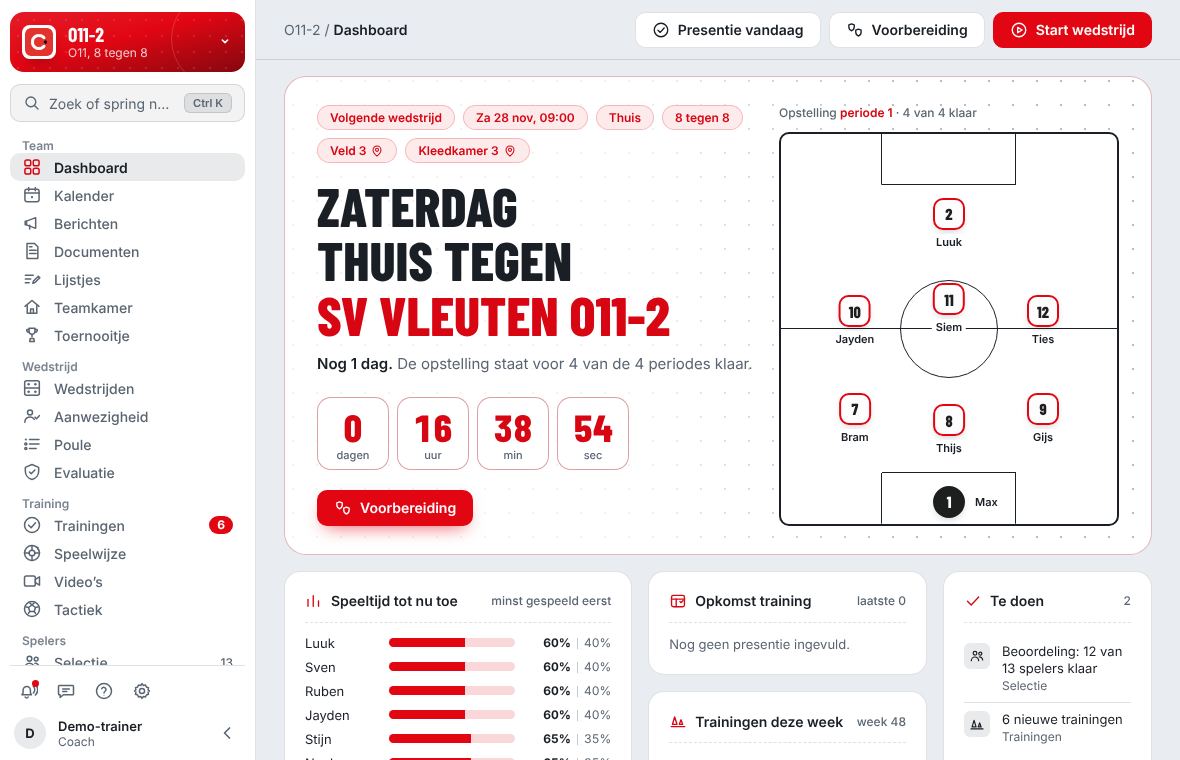 O11-2
O11, 8 tegen 8
Zoek of spring n...
Ctrl K
Team
Dashboard
Kalender
Berichten
Documenten
Lijstjes
Teamkamer
Toernooitje
Wedstrijd
Wedstrijden
Aanwezigheid
Poule
Evaluatie
Training
Trainingen 6
Speelwijze
Video's
Tactiek
Spelers
Selectie 13
D
Demo-trainer
Coach
O11-2 / Dashboard
Presentie vandaag
Voorbereiding
Start wedstrijd
Volgende wedstrijd
Za 28 nov, 09:00
Thuis
8 tegen 8
Veld 3
Kleedkamer 3
ZATERDAG
THUIS TEGEN
SV VLEUTEN O11-2
Nog 1 dag. De opstelling staat voor 4 van de 4 periodes klaar.
0 16 38 54
dagen uur min sec
Voorbereiding
Opstelling periode 1 · 4 van 4 klaar
2
Luuk
10 11 12
Jayden Siem Ties
7 8 9
Bram Thijs Gijs
1 Max
Speeltijd tot nu toe minst gespeeld eerst
Luuk 60% | 40%
Sven 60% | 40%
Ruben 60% | 40%
Jayden 60% | 40%
Stijn 65% | 35%
Opkomst training laatste 0
Nog geen presentie ingevuld.
Trainingen deze week week 48
Te doen 2
Beoordeling: 12 van
13 spelers klaar
Selectie
6 nieuwe trainingen
Trainingen